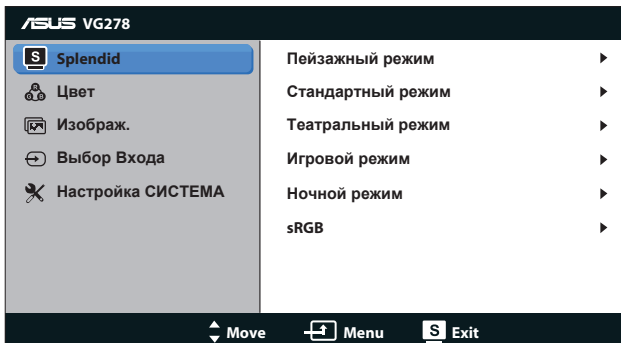 ASUS VG278
S Splendid
Цвет
Изображ.
Выбор Входа
Настройка СИСТЕМА
Пейзажный режим
Стандартный режим
Театральный режим
Игровой режим
Ночной режим
sRGB
Move Menu S Exit